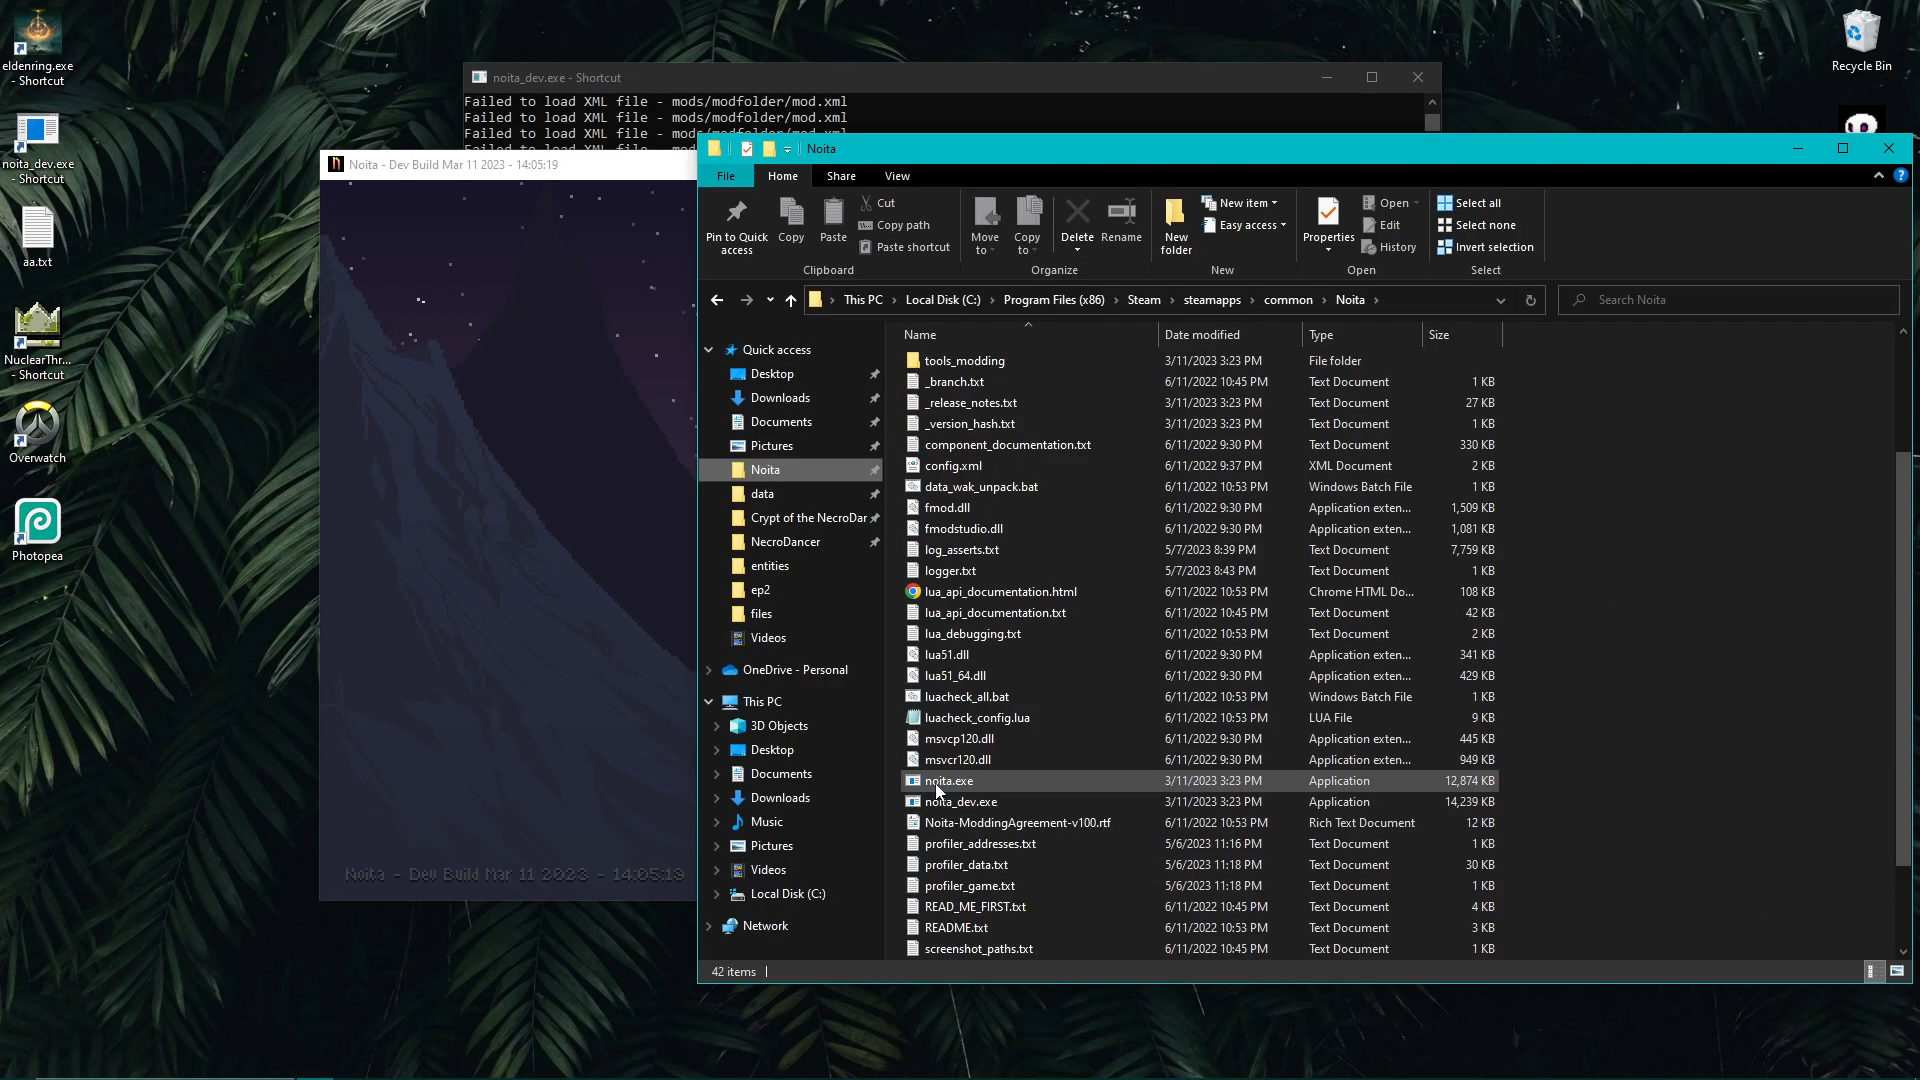 eldenring.exe
- Shortcut
noita_dev.exe
- Shortcut
aa.txt
NuclearThr...
- Shortcut
Overwatch
Photopea
Recycle Bin
noita_dev.exe - Shortcut
Failed to load XML file - mods/modfolder/mod.xml
Failed to load XML file - mods/modfolder/mod.xml
Failed to load XML file - mods/modfolder/mod.xml
Noita - Dev Build Mar 11 2023 - 14:05:19
Noita - Dev Build Mar 11 2023 - 14:05:19
Noita
File Home Share View
Pin to Quick access
Copy
Paste
Cut
Copy path
Paste shortcut
Clipboard
Move to
Copy to
Delete
Rename
Organize
New folder
New item
Easy access
New
Properties
Open
Edit
History
Open
Select all
Select none
Invert selection
Select
This PC > Local Disk (C:) > Program Files (x86) > Steam > steamapps > common > Noita >
Search Noita
Quick access
Desktop
Downloads
Documents
Pictures
Noita
data
Crypt of the NecroDar
NecroDancer
entities
ep2
files
Videos
OneDrive - Personal
This PC
3D Objects
Desktop
Documents
Downloads
Music
Pictures
Videos
Local Disk (C:)
Network
Name Date modified Type Size
tools_modding 3/11/2023 3:23 PM File folder
_branch.txt 6/11/2022 10:45 PM Text Document 1 KB
_release_notes.txt 3/11/2023 3:23 PM Text Document 27 KB
_version_hash.txt 3/11/2023 3:23 PM Text Document 1 KB
component_documentation.txt 6/11/2022 9:30 PM Text Document 330 KB
config.xml 6/11/2022 9:37 PM XML Document 2 KB
data_wak_unpack.bat 6/11/2022 10:53 PM Windows Batch File 1 KB
fmod.dll 6/11/2022 9:30 PM Application exten... 1,509 KB
fmodstudio.dll 6/11/2022 9:30 PM Application exten... 1,081 KB
log_asserts.txt 5/7/2023 8:39 PM Text Document 7,759 KB
logger.txt 5/7/2023 8:43 PM Text Document 1 KB
lua_api_documentation.html 6/11/2022 10:53 PM Chrome HTML Do... 108 KB
lua_api_documentation.txt 6/11/2022 10:45 PM Text Document 42 KB
lua_debugging.txt 6/11/2022 10:53 PM Text Document 2 KB
lua51.dll 6/11/2022 9:30 PM Application exten... 341 KB
lua51_64.dll 6/11/2022 9:30 PM Application exten... 429 KB
luacheck_all.bat 6/11/2022 10:53 PM Windows Batch File 1 KB
luacheck_config.lua 6/11/2022 10:53 PM LUA File 9 KB
msvcp120.dll 6/11/2022 9:30 PM Application exten... 445 KB
msvcr120.dll 6/11/2022 9:30 PM Application exten... 949 KB
noita.exe 3/11/2023 3:23 PM Application 12,874 KB
noita_dev.exe 3/11/2023 3:23 PM Application 14,239 KB
Noita-ModdingAgreement-v100.rtf 6/11/2022 10:53 PM Rich Text Document 12 KB
profiler_addresses.txt 5/6/2023 11:16 PM Text Document 1 KB
profiler_data.txt 5/6/2023 11:18 PM Text Document 30 KB
profiler_game.txt 5/6/2023 11:18 PM Text Document 1 KB
READ_ME_FIRST.txt 6/11/2022 10:45 PM Text Document 4 KB
README.txt 6/11/2022 10:53 PM Text Document 3 KB
screenshot_paths.txt 6/11/2022 10:45 PM Text Document 1 KB
42 items